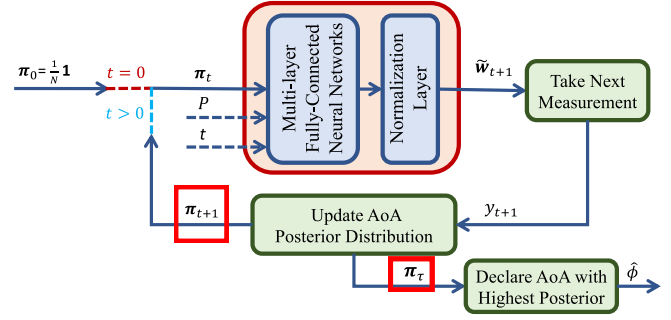 𝝅₀=1/N 𝟏
t = 0
t > 0
𝝅ₜ
P
t
Multi-layer
Fully-Connected
Neural Networks
Normalization
Layer
w̃ₜ₊₁
Take Next
Measurement
yₜ₊₁
Update AoA
Posterior Distribution
𝝅ₜ₊₁
𝝅_τ
Declare AoA with
Highest Posterior
ϕ̂